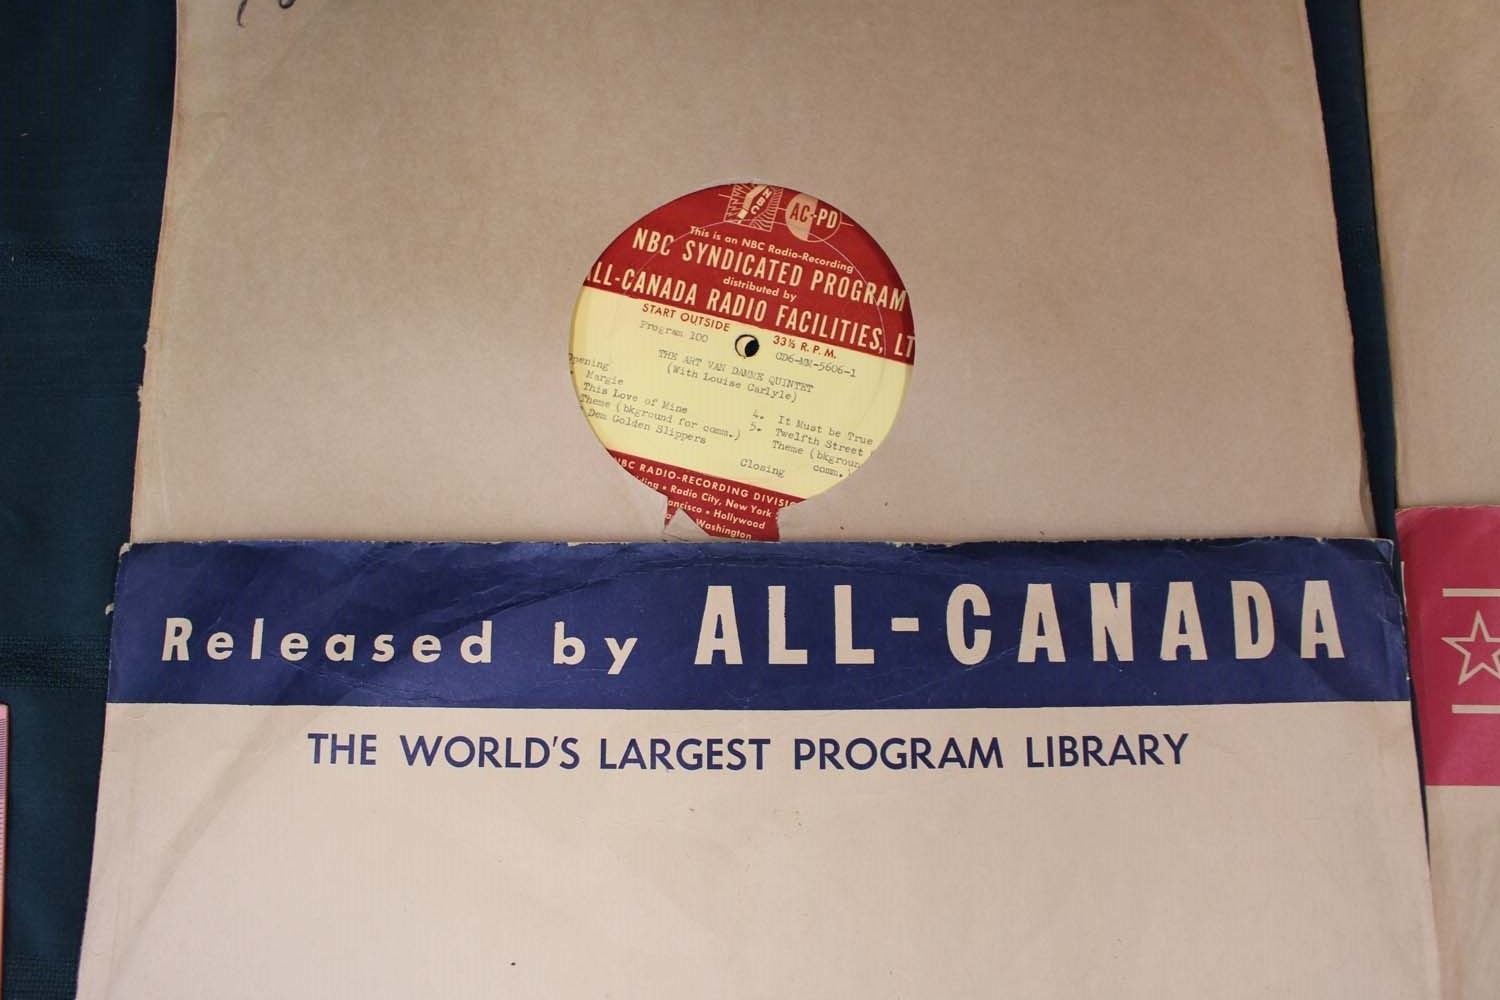 NBC
AC-PD
This is an NBC Radio-Recording
NBC SYNDICATED PROGRAM
distributed by
ALL-CANADA RADIO FACILITIES, LT
START OUTSIDE
33⅓ R. P. M.
Program 100
CD6-MM-5606-1
THE ART VAN DAMME QUINTET
(With Louise Carlyle)
Opening
Margie
This Love of Mine
Theme (bkground for comm.)
Dem Golden Slippers
4. It Must be True
5. Twelfth Street
Theme (bkgroun
comm.
Closing
NBC RADIO-RECORDING DIVISIO
lding • Radio City, New York
ancisco • Hollywood
Washington
Released by ALL-CANADA
THE WORLD'S LARGEST PROGRAM LIBRARY